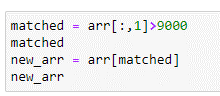 matched = arr[:,1]>9000
matched
new_arr = arr[matched]
new_arr